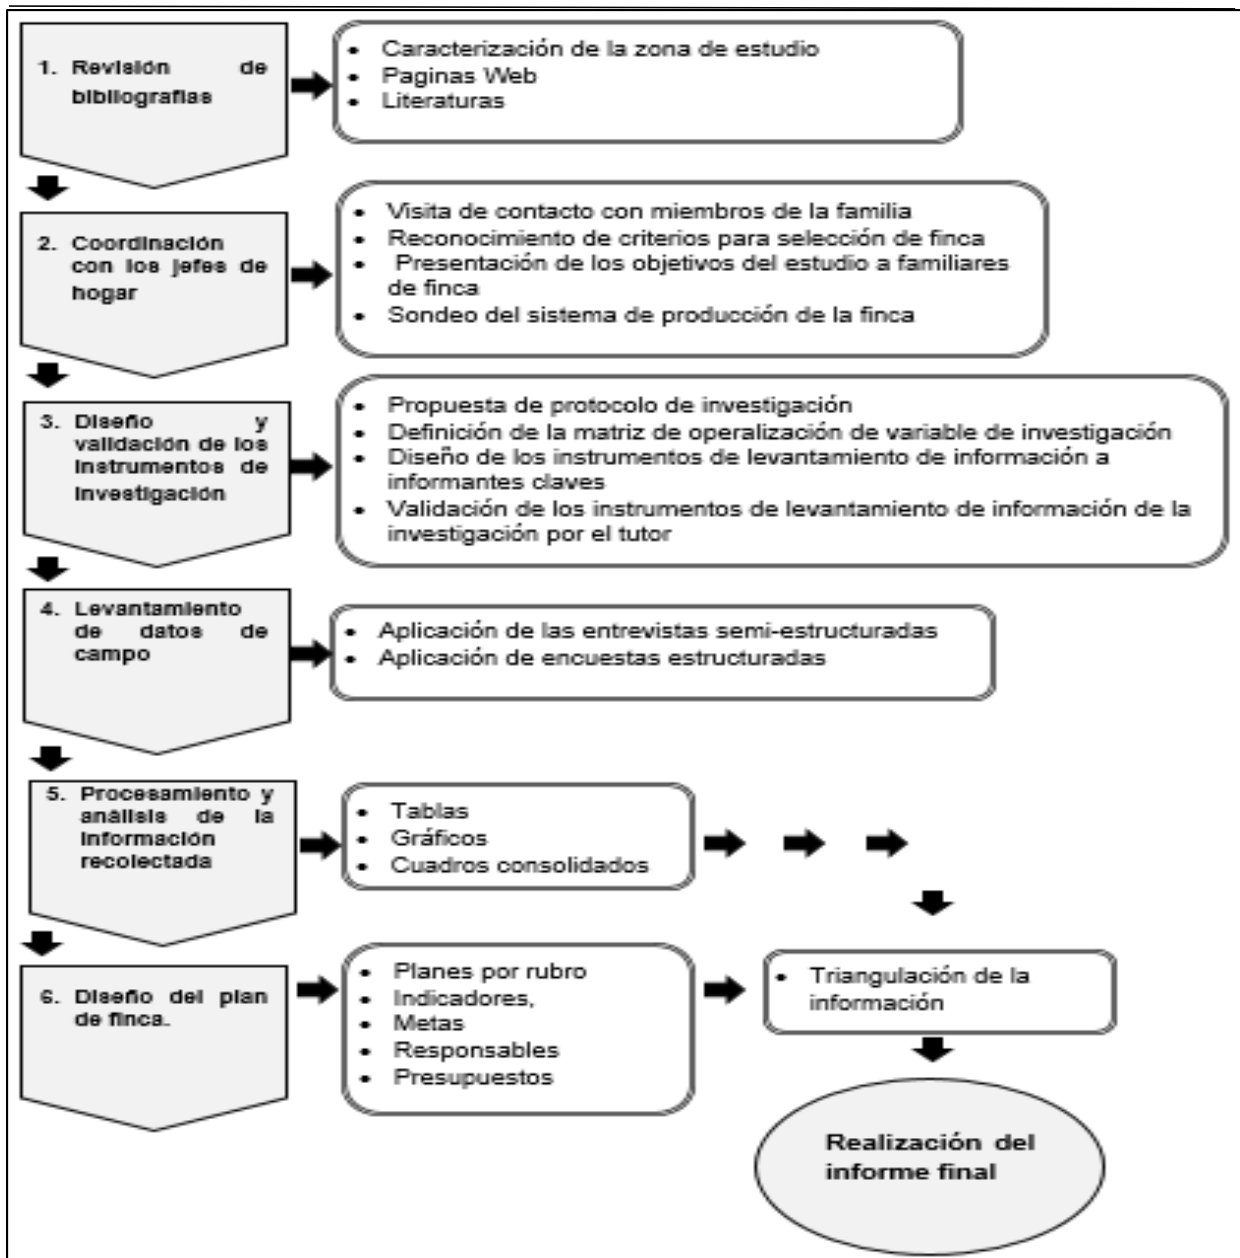 1. Revisión de
bibliografías
• Caracterización de la zona de estudio
• Paginas Web
• Literaturas
2. Coordinación
con los jefes de
hogar
• Visita de contacto con miembros de la familia
• Reconocimiento de criterios para selección de finca
• Presentación de los objetivos del estudio a familiares
de finca
• Sondeo del sistema de producción de la finca
3. Diseño y
validación de los
instrumentos de
investigación
• Propuesta de protocolo de investigación
• Definición de la matriz de operalización de variable de investigación
• Diseño de los instrumentos de levantamiento de información a
informantes claves
• Validación de los instrumentos de levantamiento de información de la
investigación por el tutor
4. Levantamiento
de datos de
campo
• Aplicación de las entrevistas semi-estructuradas
• Aplicación de encuestas estructuradas
5. Procesamiento y
análisis de la
información
recolectada
• Tablas
• Gráficos
• Cuadros consolidados
6. Diseño del plan
de finca.
• Planes por rubro
• Indicadores,
• Metas
• Responsables
• Presupuestos
• Triangulación de la
información
Realización del
informe final